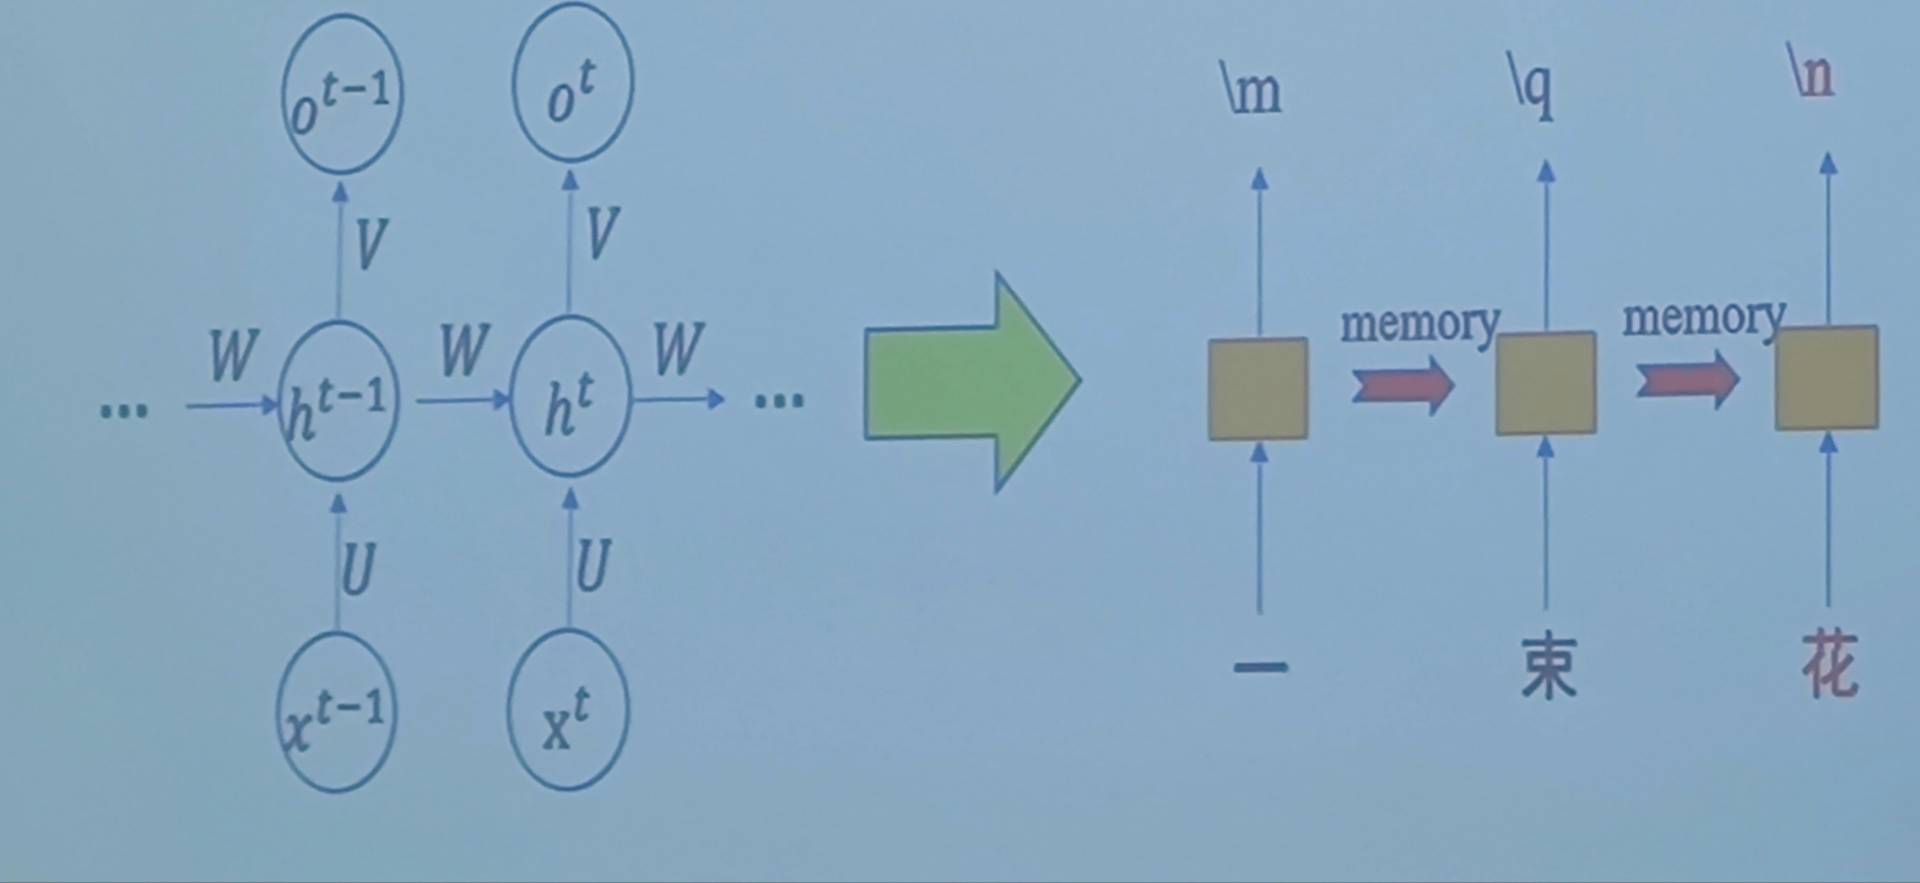 o^{t-1} o^t \m \q \n
V V
W W W memory memory
... h^{t-1} h^t ...
U U
x^{t-1} x^t 一 束 花